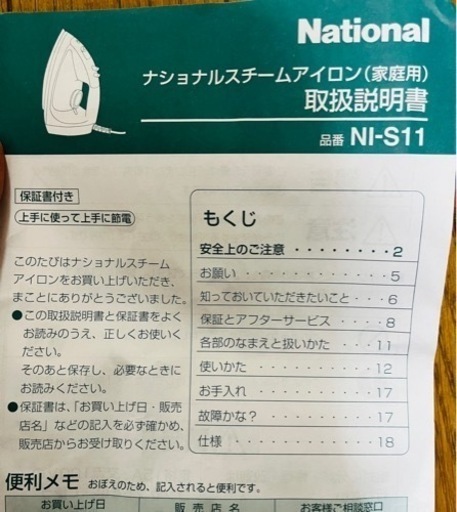 National
ナショナルスチームアイロン(家庭用)
取扱説明書
品番 NI-S11
保証書付き
上手に使って上手に節電
このたびはナショナルスチーム
アイロンをお買い上げいただき、
まことにありがとうございました。
●この取扱説明書と保証書をよく
お読みのうえ、正しくお使いく
ださい。
そのあと保存し、必要なときに
お読みください。
●保証書は、「お買い上げ日・販売
店名」などの記入を必ず確かめ、
販売店からお受け取りください。
もくじ
安全上のご注意 ・・・・・・・・・2
お願い ・・・・・・・・・・・・・5
知っておいていただきたいこと・・・6
保証とアフターサービス ・・・・・8
各部のなまえと扱いかた ・・・・11
使いかた ・・・・・・・・・・・12
お手入れ ・・・・・・・・・・・17
故障かな? ・・・・・・・・・・17
仕様 ・・・・・・・・・・・・・18
便利メモ おぼえのため、記入されると便利です。
お買い上げ日 販売店名 お客様ご相談窓口